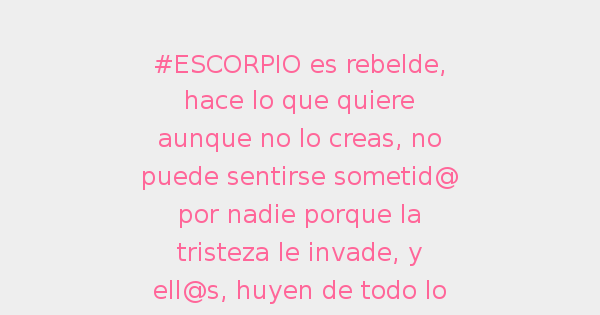 #ESCORPIO es rebelde,
hace lo que quiere
aunque no lo creas, no
puede sentirse sometid@
por nadie porque la
tristeza le invade, y
ell@s, huyen de todo lo